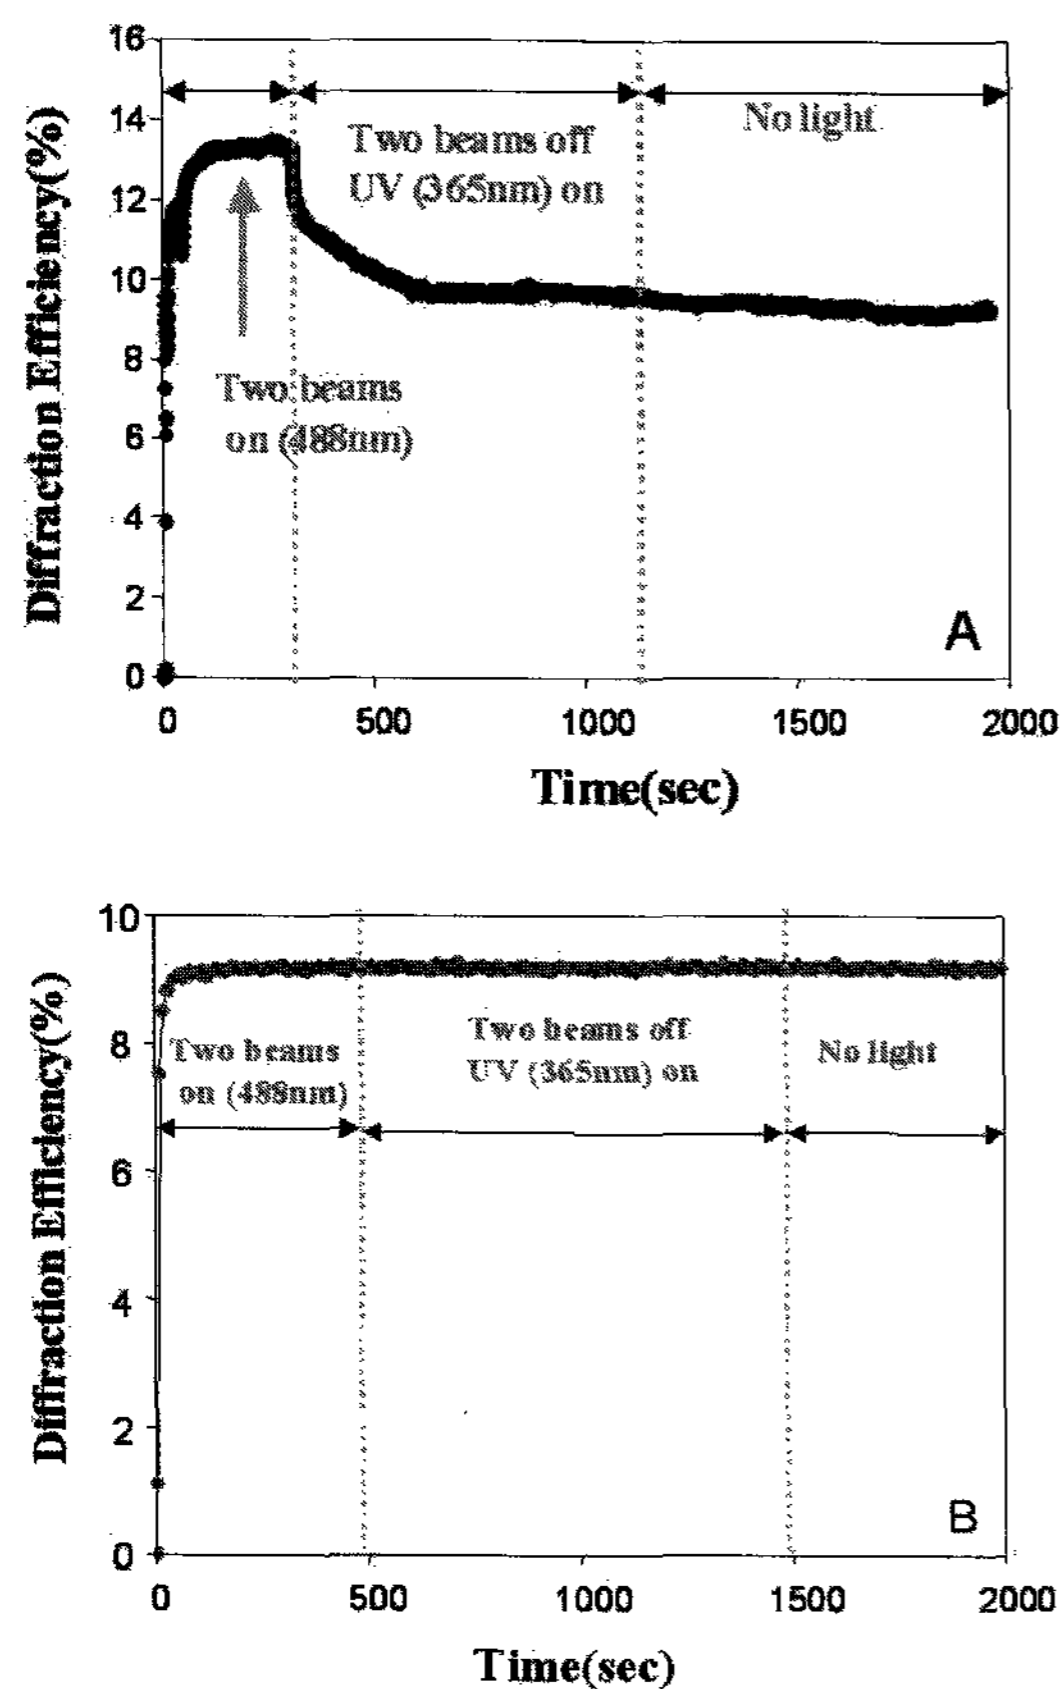 Diffraction Efficiency(%)
16
14
12
10
8
6
4
2
0
Two beams off
UV (365nm) on
No light
Two beams
on (488nm)
A
0 500 1000 1500 2000
Time(sec)
Diffraction Efficiency(%)
10
8
6
4
2
0
Two beams
on (488nm)
Two beams off
UV (365nm) on
No light
B
0 500 1000 1500 2000
Time(sec)